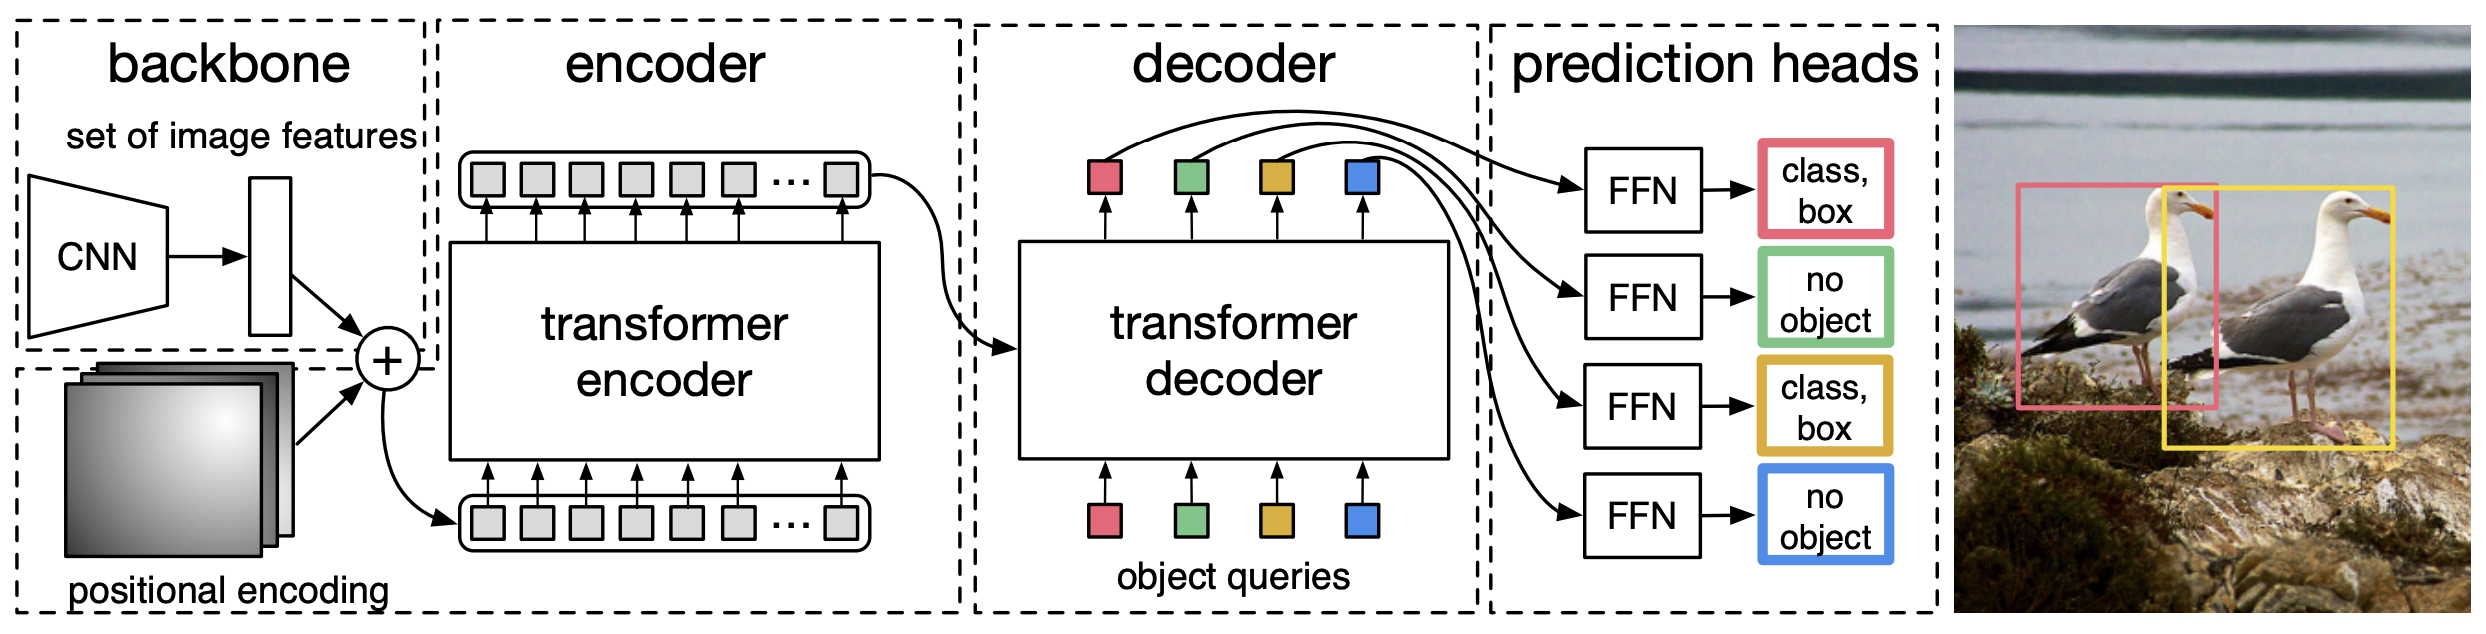 backbone
set of image features
CNN
+
positional encoding
encoder
...
transformer
encoder
...
decoder
transformer
decoder
object queries
prediction heads
FFN
class,
box
FFN
no
object
FFN
class,
box
FFN
no
object